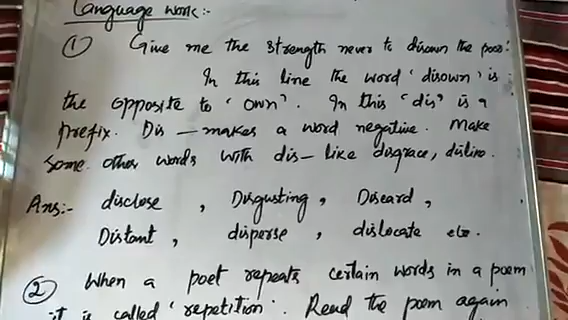 Language work:-
① Give me the strength never to disown the poor:
In this line the word 'disown' is
the opposite to 'own'. In this 'dis' is a
prefix. Dis — makes a word negative. Make
some other words with dis— like disgrace,
Ans:- disclose, Disgusting, Discard,
Distant, disperse, dislocate etc.
② When a poet repeats certain words in a poem
it is called 'repetition'. Read the poem again